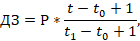 ДЗ = Р * (t − t₀ + 1)/(t₁ − t₀ + 1),